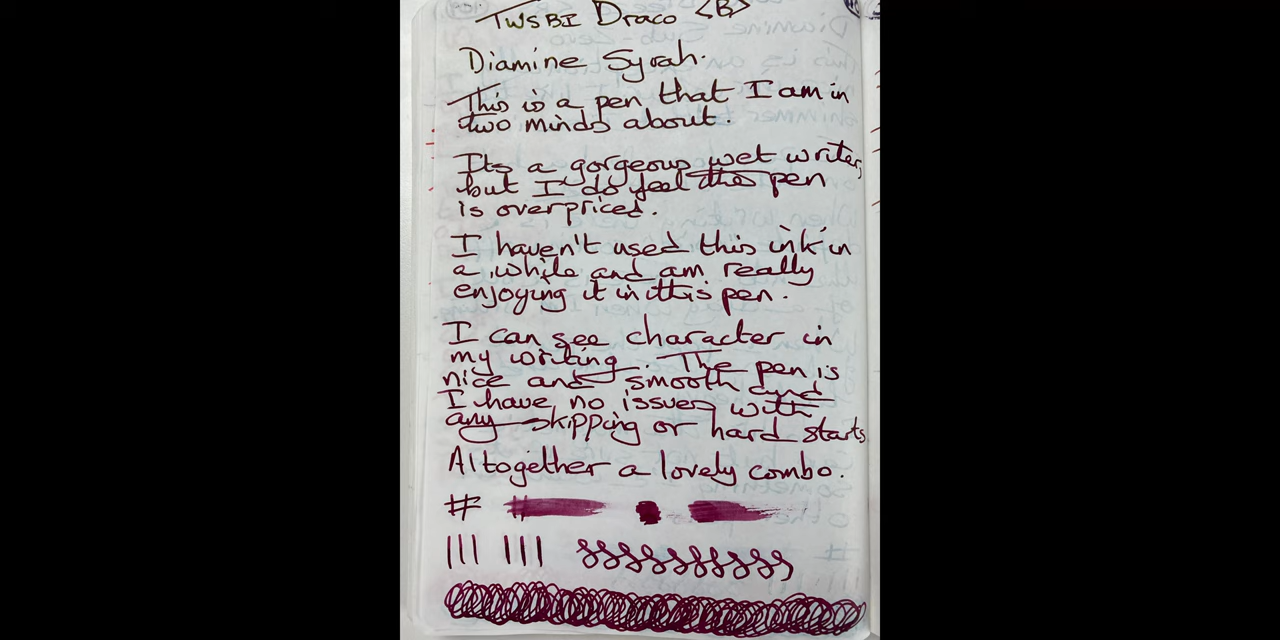 TWSBI Draco <B>
Diamine Syrah.
This is a pen that I am in
two minds about.
Its a gorgeous wet writer,
but I do feel the pen
is overpriced.
I haven't used this ink in
a while and am really
enjoying it in this pen.
I can see character in
my writing. The pen is
nice and smooth and
I have no issues with
any skipping or hard starts
Altogether a lovely combo.
#